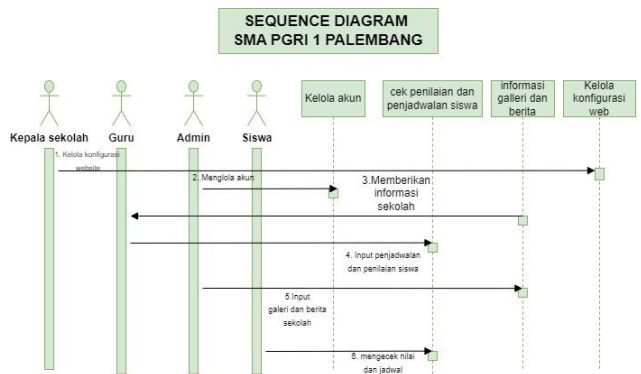 SEQUENCE DIAGRAM
SMA PGRI 1 PALEMBANG
Kepala sekolah
Guru
Admin
Siswa
Kelola akun
cek penilaian dan
penjadwalan siswa
informasi
galleri dan
berita
Kelola
konfigurasi
web
1. Kelola konfigurasi
website
2. Menglola akun
3.Memberikan
informasi
sekolah
4. Input penjadwalan
dan penilaian siswa
5.Input
galeri dan berita
sekolah
6. mengecek nilai
dan jadwal